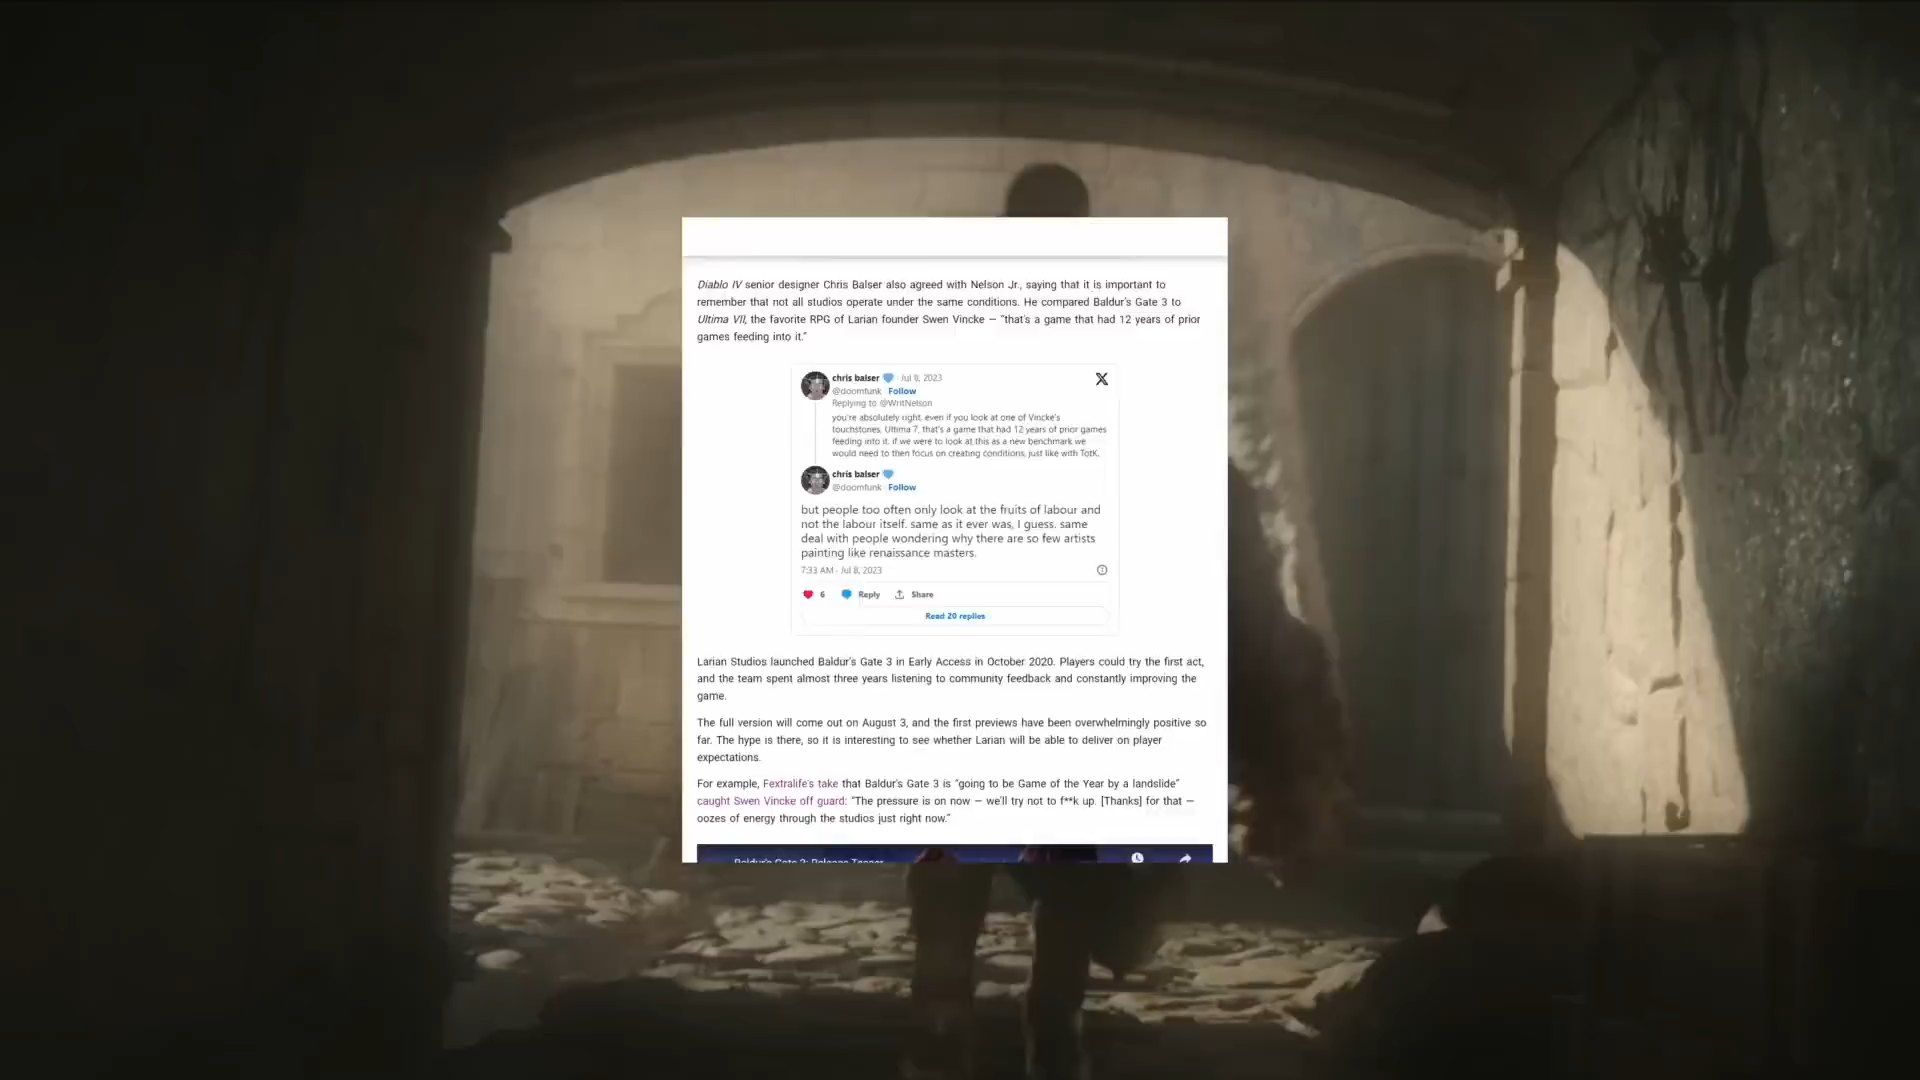 Diablo IV senior designer Chris Balser also agreed with Nelson Jr., saying that it is important to
remember that not all studios operate under the same conditions. He compared Baldur's Gate 3 to
Ultima VII, the favorite RPG of Larian founder Swen Vincke — “that's a game that had 12 years of prior
games feeding into it.”
chris balser · Jul 8, 2023
@doomfunk · Follow
Replying to @WritNelson
you're absolutely right. even if you look at one of Vincke's
touchstones, Ultima 7, that's a game that had 12 years of prior games
feeding into it. if we were to look at this as a new benchmark we
would need to then focus on creating conditions, just like with TotK.
chris balser
@doomfunk · Follow
but people too often only look at the fruits of labour and
not the labour itself. same as it ever was, I guess. same
deal with people wondering why there are so few artists
painting like renaissance masters.
7:33 AM · Jul 8, 2023
6 Reply Share
Read 20 replies
Larian Studios launched Baldur's Gate 3 in Early Access in October 2020. Players could try the first act,
and the team spent almost three years listening to community feedback and constantly improving the
game.
The full version will come out on August 3, and the first previews have been overwhelmingly positive so
far. The hype is there, so it is interesting to see whether Larian will be able to deliver on player
expectations.
For example, Fextralife's take that Baldur's Gate 3 is “going to be Game of the Year by a landslide”
caught Swen Vincke off guard: “The pressure is on now — we'll try not to f**k up. [Thanks] for that —
oozes of energy through the studios just right now.”
Baldur's Gate 3: Release Teaser